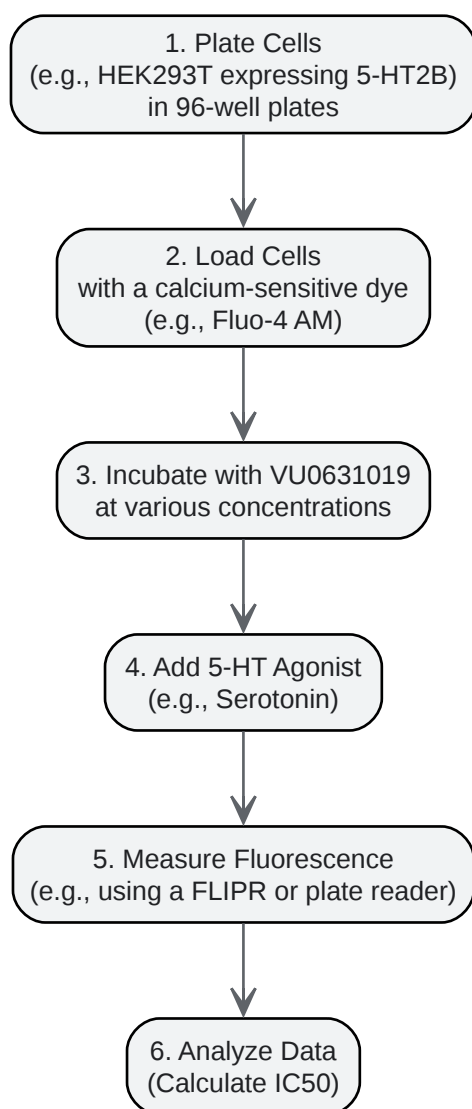 1. Plate Cells
(e.g., HEK293T expressing 5-HT2B)
in 96-well plates
2. Load Cells
with a calcium-sensitive dye
(e.g., Fluo-4 AM)
3. Incubate with VU0631019
at various concentrations
4. Add 5-HT Agonist
(e.g., Serotonin)
5. Measure Fluorescence
(e.g., using a FLIPR or plate reader)
6. Analyze Data
(Calculate IC50)